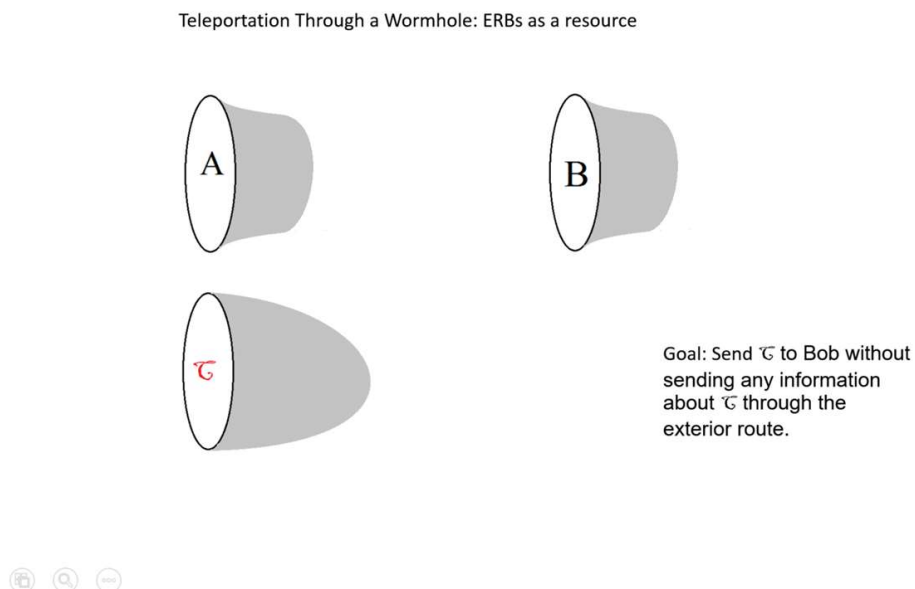 Teleportation Through a Wormhole: ERBs as a resource
A
B
T
Goal: Send T to Bob without
sending any information
about T through the
exterior route.